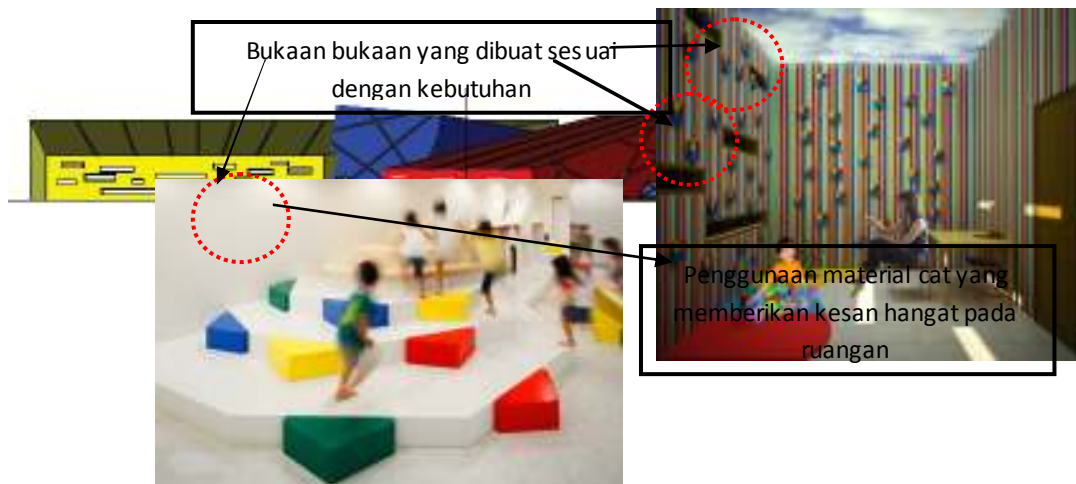 Bukaan bukaan yang dibuat sesuai
dengan kebutuhan
Penggunaan material cat yang
memberikan kesan hangat pada
ruangan